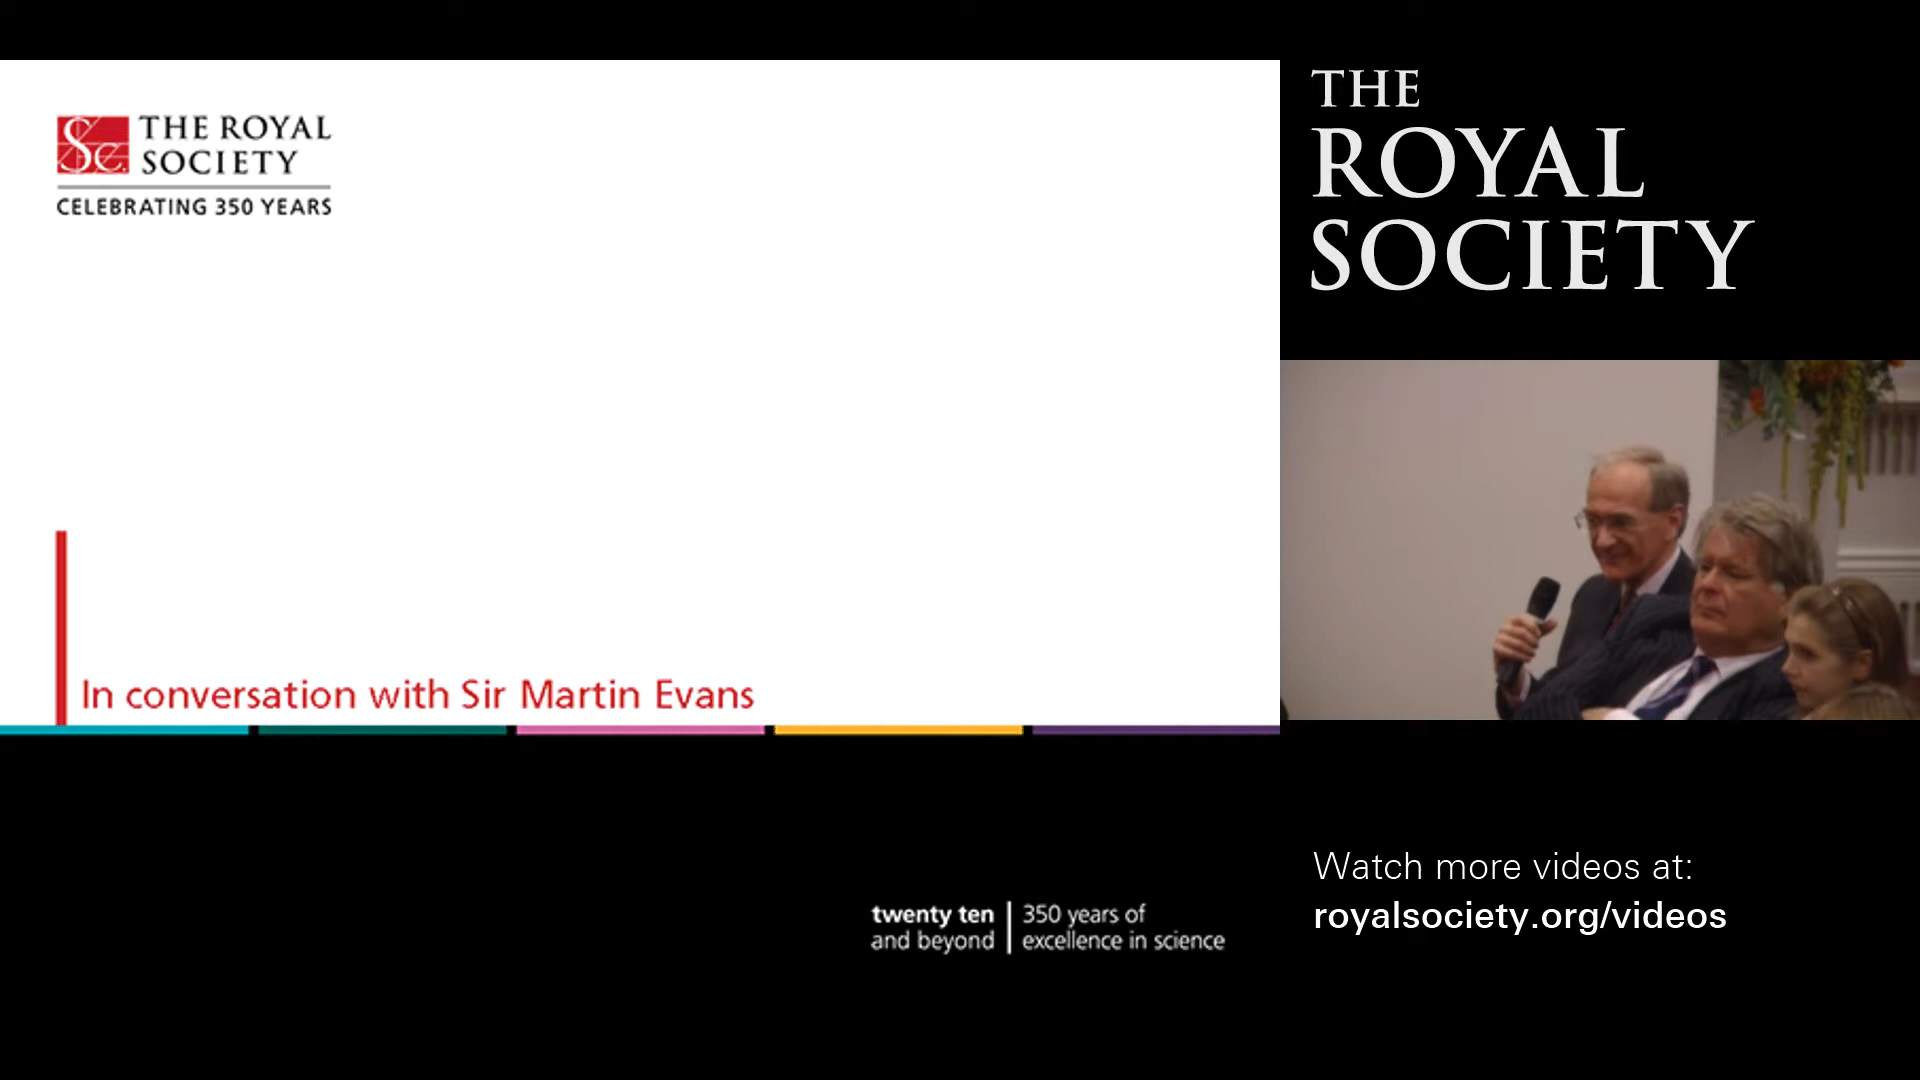 THE ROYAL
SOCIETY
CELEBRATING 350 YEARS
In conversation with Sir Martin Evans
twenty ten
and beyond
350 years of
excellence in science
THE
ROYAL
SOCIETY
Watch more videos at:
royalsociety.org/videos